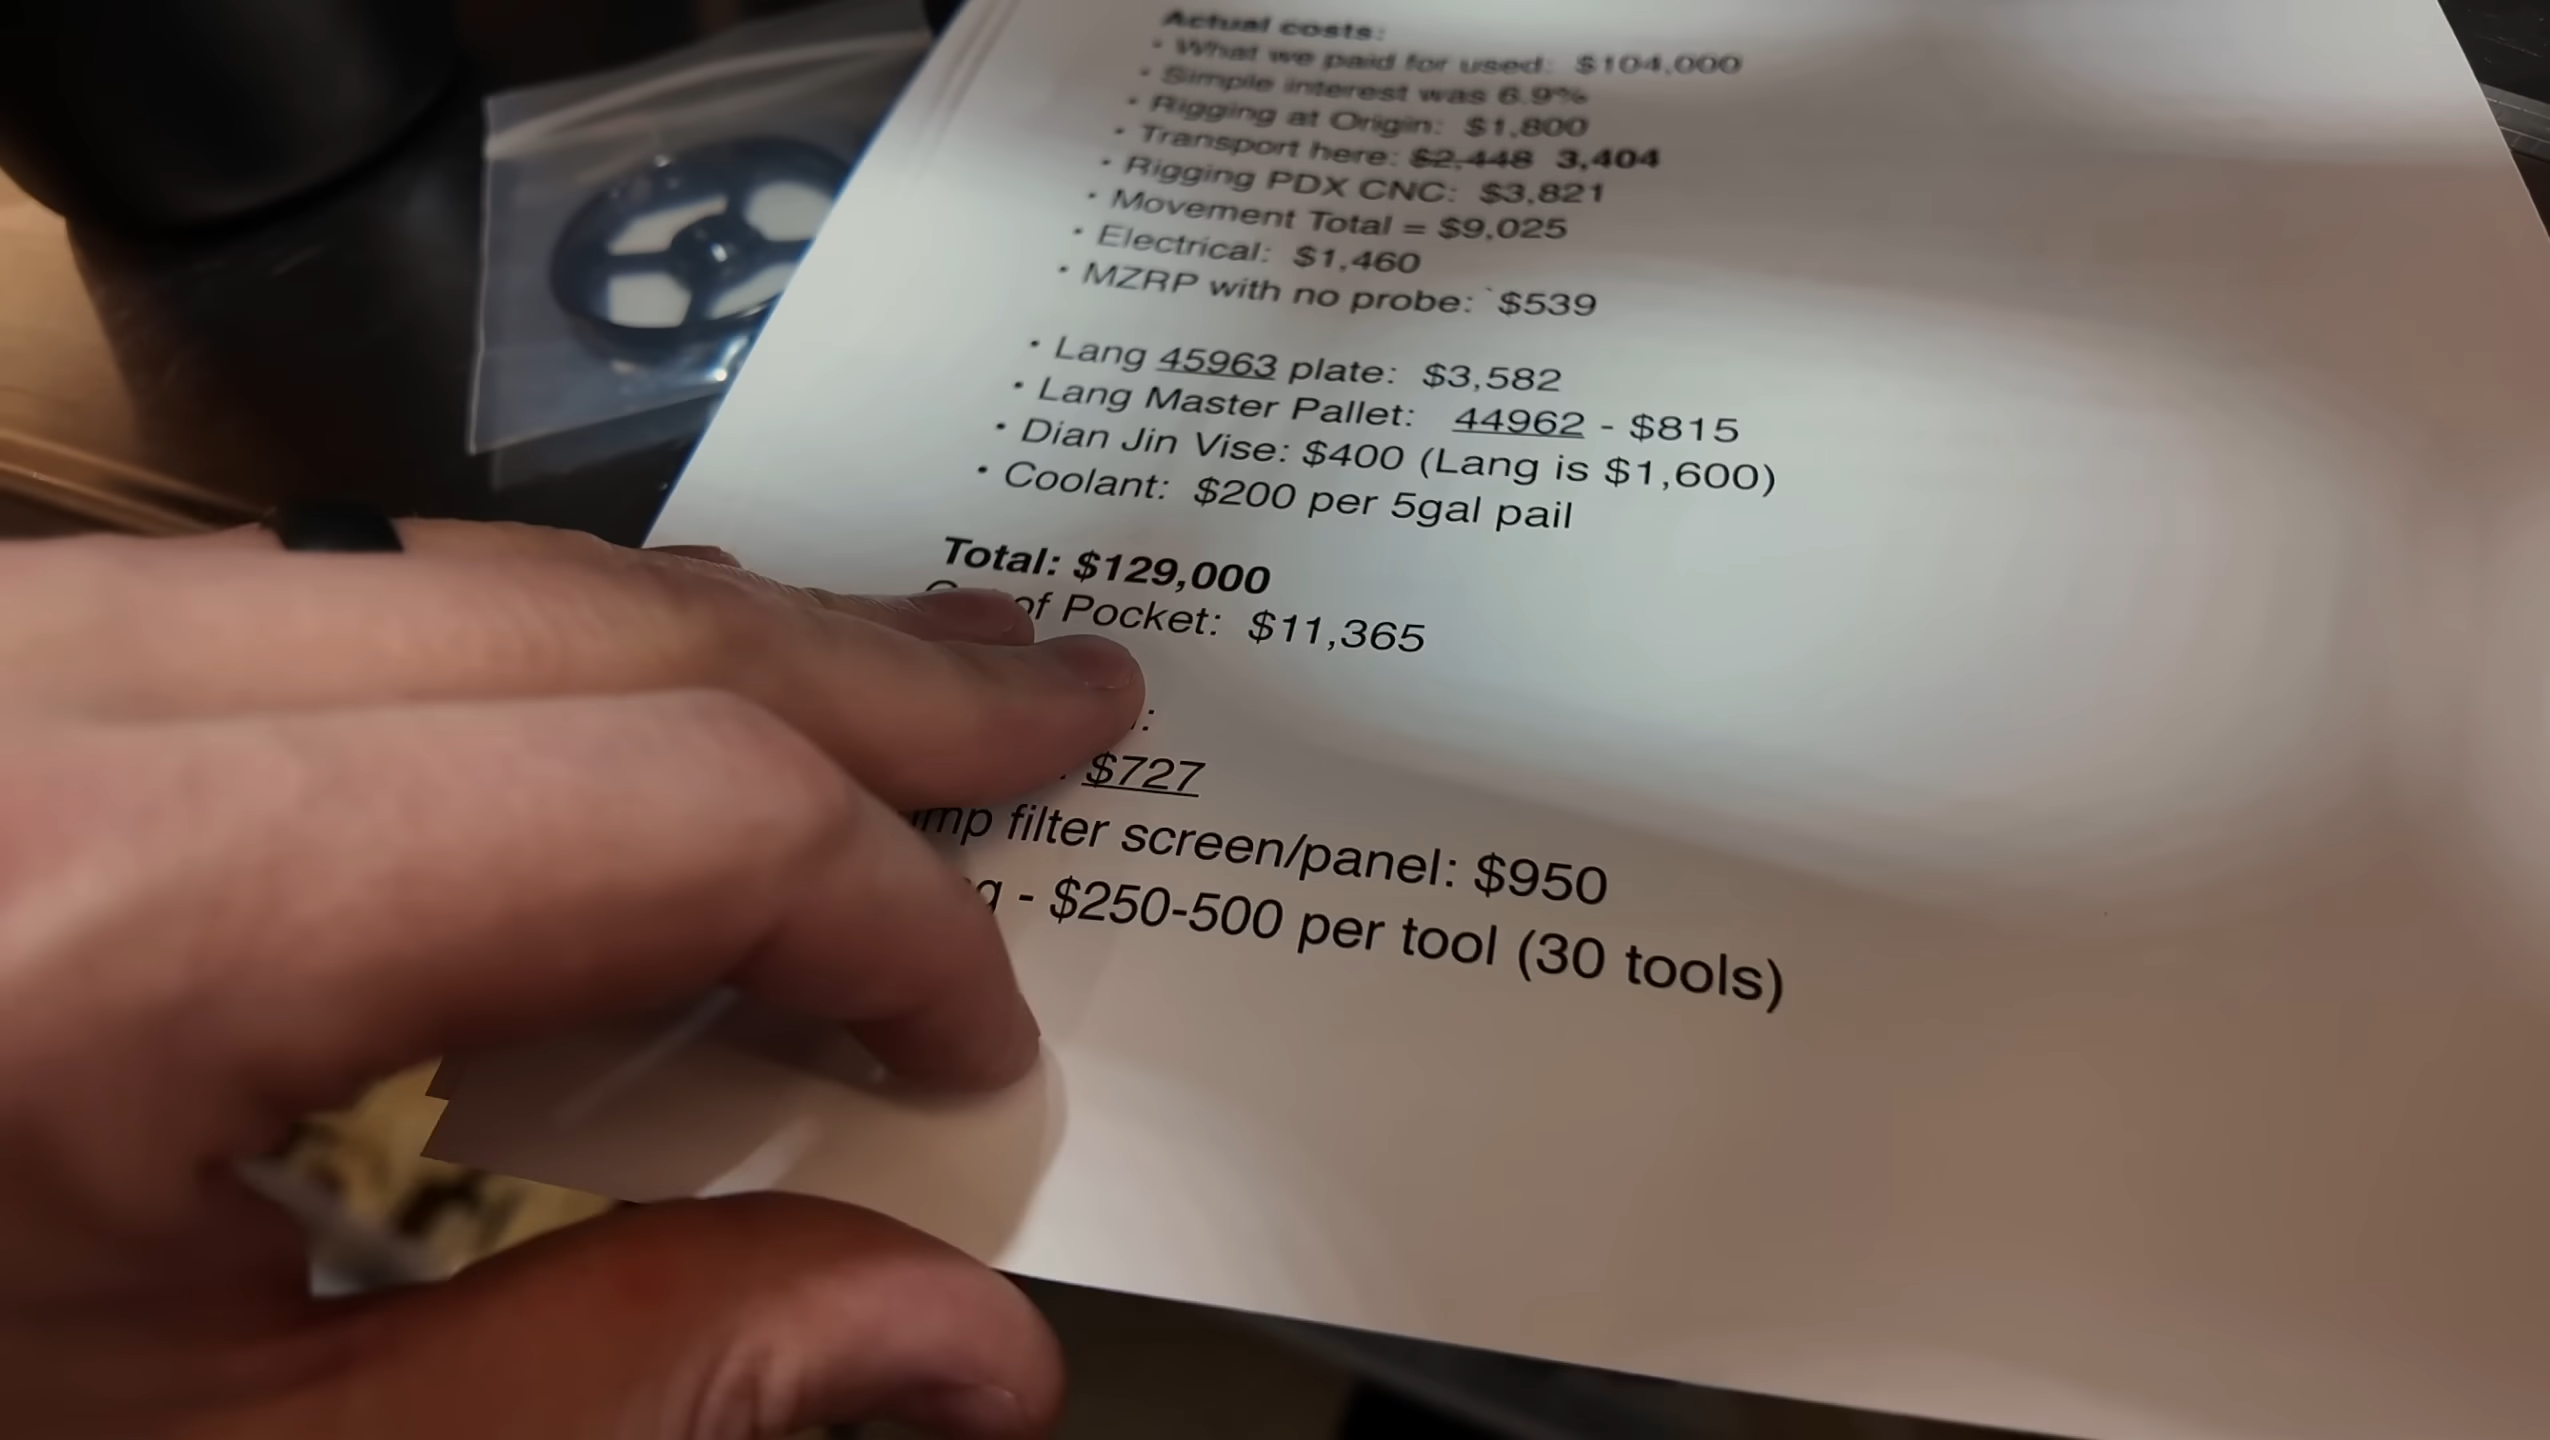 Actual costs:
• What we paid for used: $104,000
• Simple interest was 6.9%
• Rigging at Origin: $1,800
• Transport here: $2,448 3,404
• Rigging PDX CNC: $3,821
• Movement Total = $9,025
• Electrical: $1,460
• MZRP with no probe: `$539
• Lang 45963 plate: $3,582
• Lang Master Pallet: 44962 - $815
• Dian Jin Vise: $400 (Lang is $1,600)
• Coolant: $200 per 5gal pail
Total: $129,000
of Pocket: $11,365
:
$727
filter screen/panel: $950
- $250-500 per tool (30 tools)